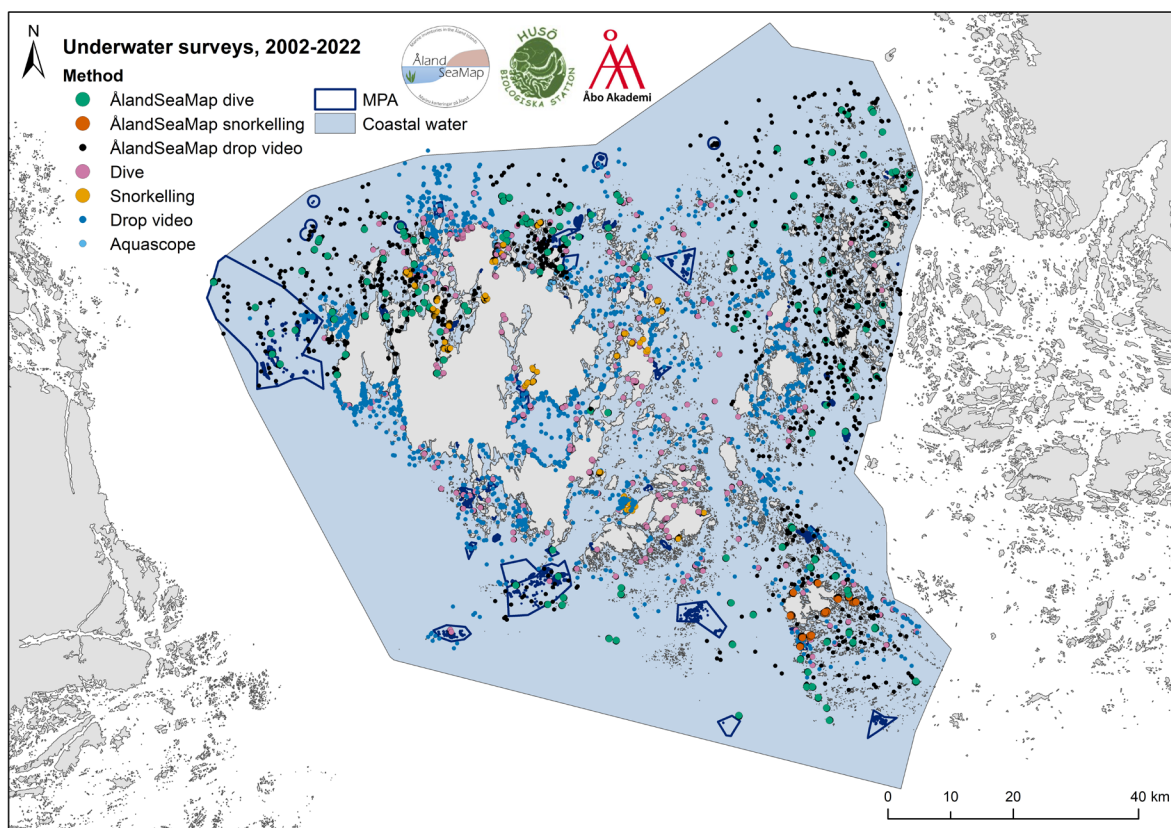 N
Underwater surveys, 2002-2022
Method
ÅlandSeaMap dive
ÅlandSeaMap snorkelling
ÅlandSeaMap drop video
Dive
Snorkelling
Drop video
Aquascope
MPA
Coastal water
Åland
SeaMap
HUSÖ
BIOLOGISKA STATION
Åbo Akademi
0 10 20 40 km